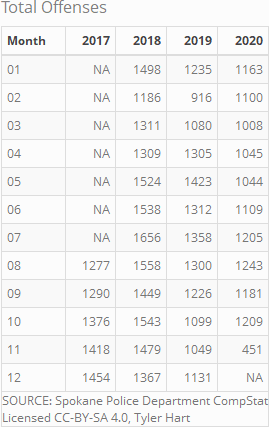 Total Offenses
Month 2017 2018 2019 2020
01 NA 1498 1235 1163
02 NA 1186 916 1100
03 NA 1311 1080 1008
04 NA 1309 1305 1045
05 NA 1524 1423 1044
06 NA 1538 1312 1109
07 NA 1656 1358 1205
08 1277 1558 1300 1243
09 1290 1449 1226 1181
10 1376 1543 1099 1209
11 1418 1479 1049 451
12 1454 1367 1131 NA
SOURCE: Spokane Police Department CompStat
Licensed CC-BY-SA 4.0, Tyler Hart